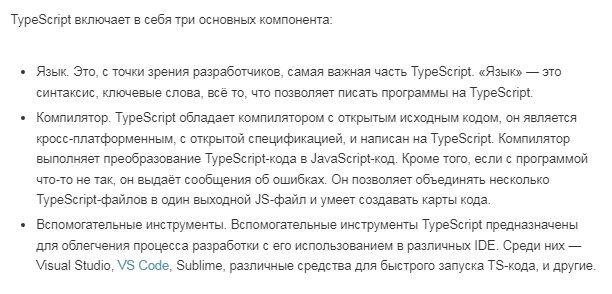 TypeScript включает в себя три основных компонента:
• Язык. Это, с точки зрения разработчиков, самая важная часть TypeScript. «Язык» — это
синтаксис, ключевые слова, всё то, что позволяет писать программы на TypeScript.
• Компилятор. TypeScript обладает компилятором с открытым исходным кодом, он является
кросс-платформенным, с открытой спецификацией, и написан на TypeScript. Компилятор
выполняет преобразование TypeScript-кода в JavaScript-код. Кроме того, если с программой
что-то не так, он выдаёт сообщения об ошибках. Он позволяет объединять несколько
TypeScript-файлов в один выходной JS-файл и умеет создавать карты кода.
• Вспомогательные инструменты. Вспомогательные инструменты TypeScript предназначены
для облегчения процесса разработки с его использованием в различных IDE. Среди них —
Visual Studio, VS Code, Sublime, различные средства для быстрого запуска TS-кода, и другие.